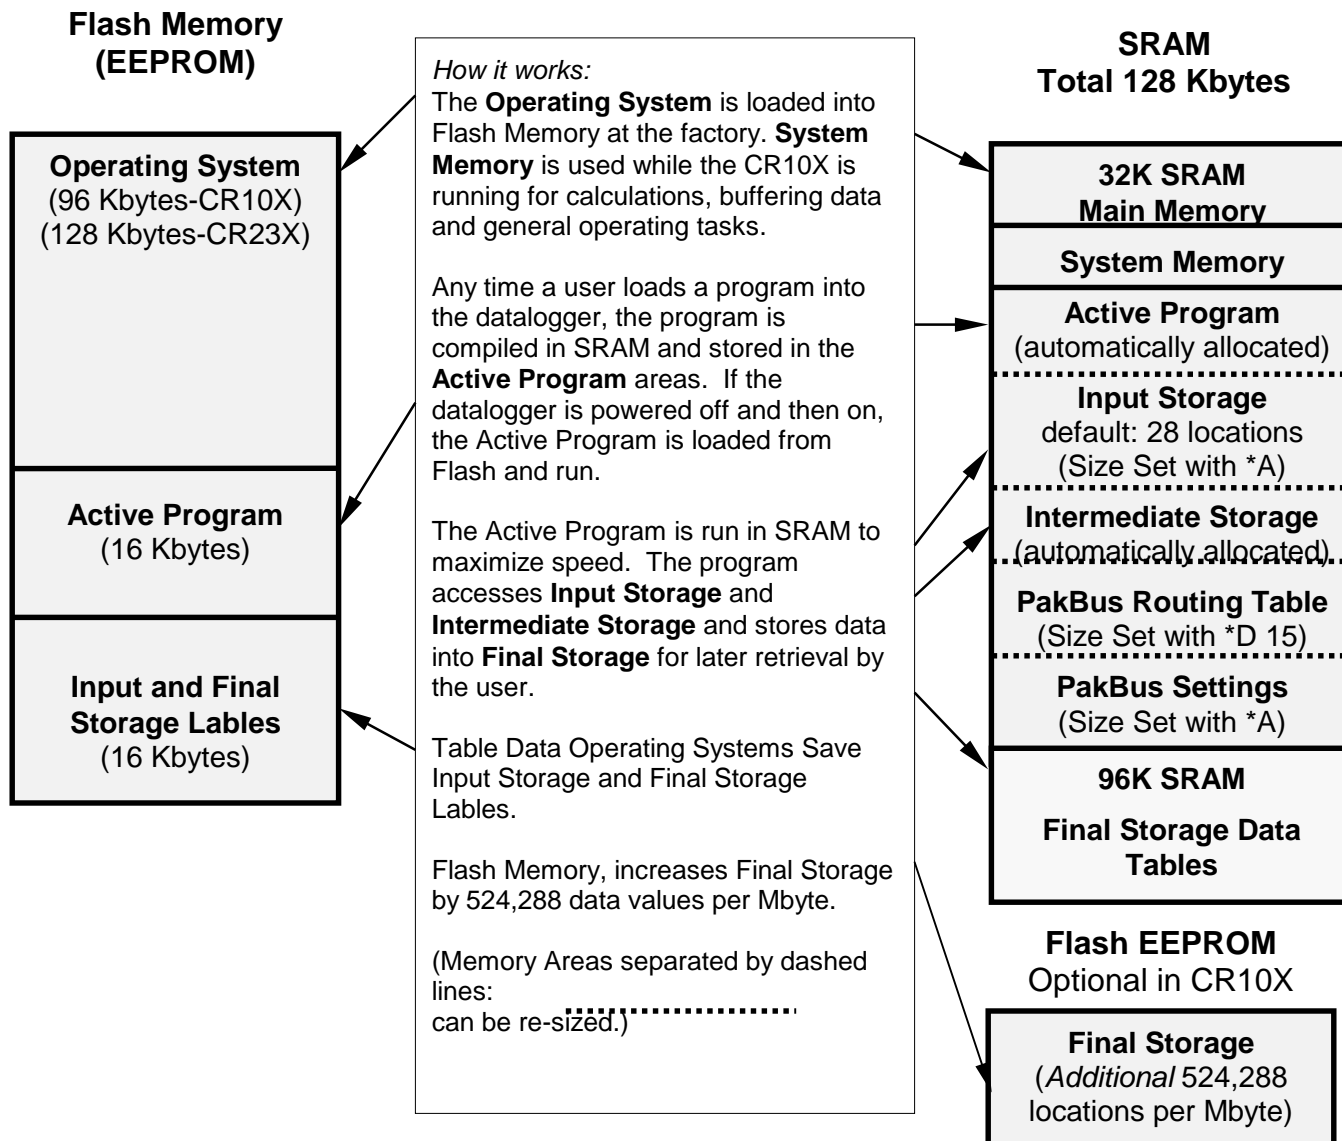 Flash Memory
(EEPROM)
Operating System
(96 Kbytes-CR10X)
(128 Kbytes-CR23X)
Active Program
(16 Kbytes)
Input and Final
Storage Lables
(16 Kbytes)
How it works:
The Operating System is loaded into
Flash Memory at the factory. System
Memory is used while the CR10X is
running for calculations, buffering data
and general operating tasks.
Any time a user loads a program into
the datalogger, the program is
compiled in SRAM and stored in the
Active Program areas. If the
datalogger is powered off and then on,
the Active Program is loaded from
Flash and run.
The Active Program is run in SRAM to
maximize speed. The program
accesses Input Storage and
Intermediate Storage and stores data
into Final Storage for later retrieval by
the user.
Table Data Operating Systems Save
Input Storage and Final Storage
Lables.
Flash Memory, increases Final Storage
by 524,288 data values per Mbyte.
(Memory Areas separated by dashed
lines:
can be re-sized.)
SRAM
Total 128 Kbytes
32K SRAM
Main Memory
System Memory
Active Program
(automatically allocated)
Input Storage
default: 28 locations
(Size Set with *A)
Intermediate Storage
(automatically allocated)
PakBus Routing Table
(Size Set with *D 15)
PakBus Settings
(Size Set with *A)
96K SRAM
Final Storage Data
Tables
Flash EEPROM
Optional in CR10X
Final Storage
(Additional 524,288
locations per Mbyte)